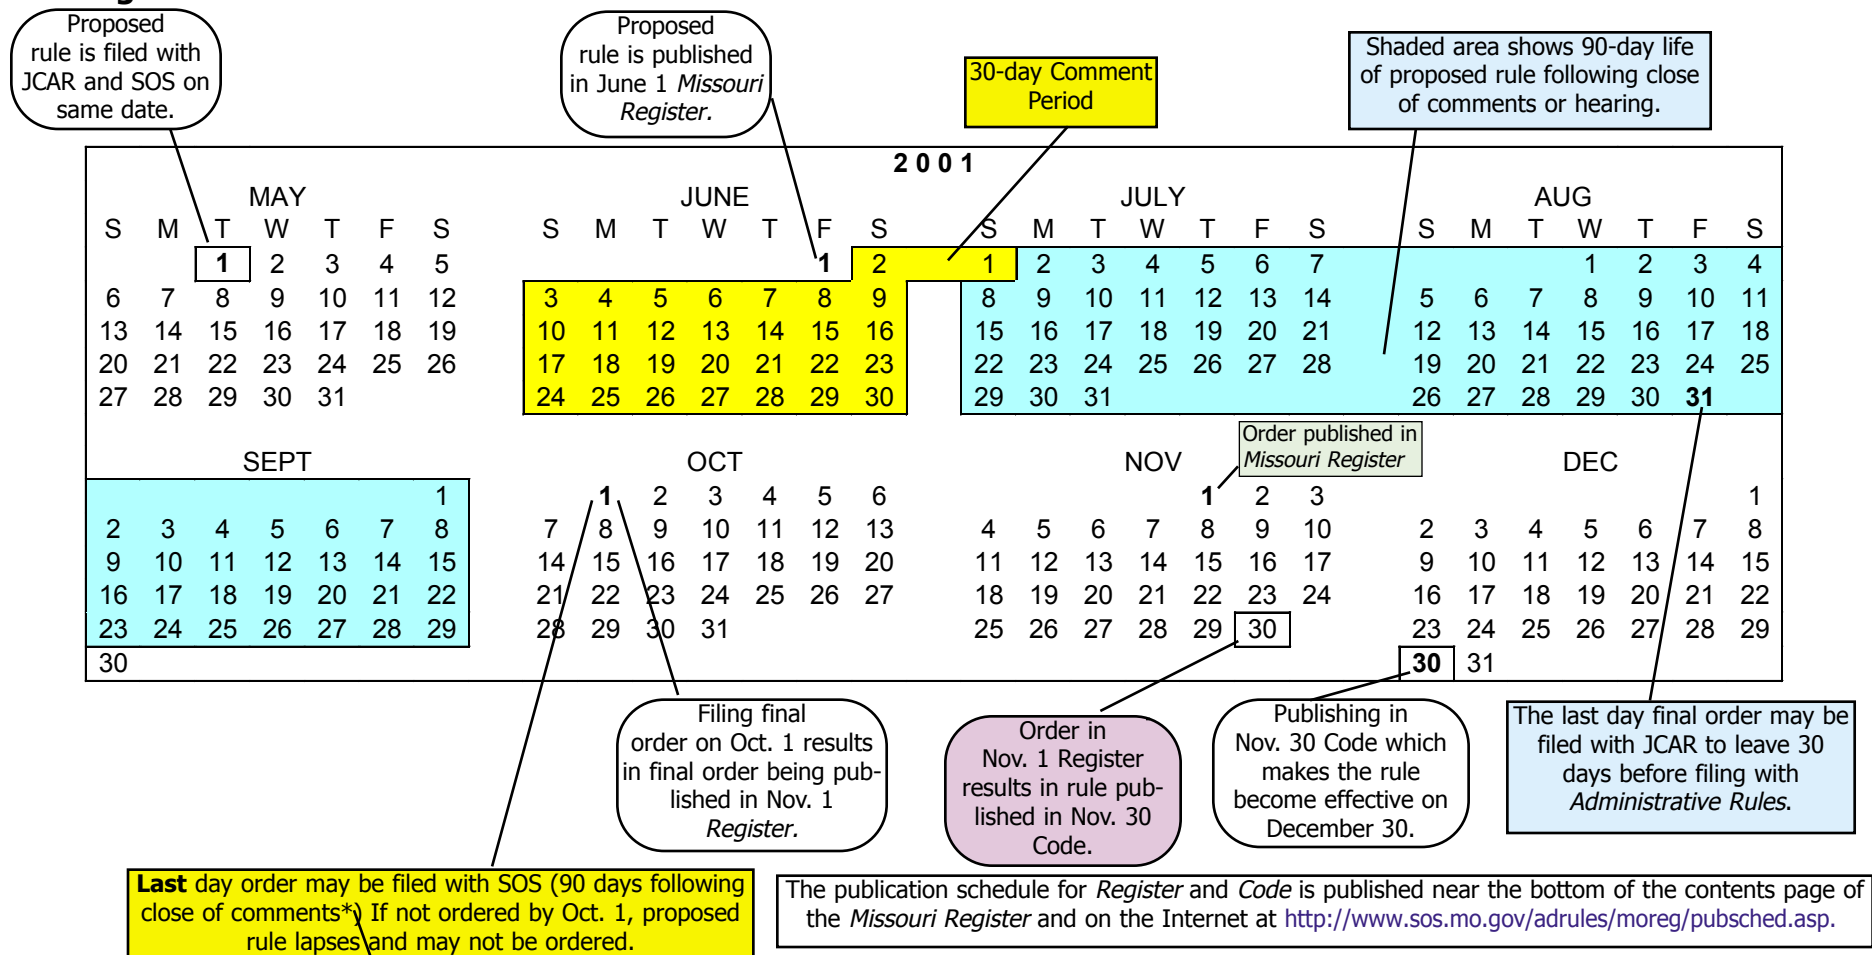 Proposed
rule is filed with
JCAR and SOS on
same date.
Proposed
rule is published
in June 1 Missouri
Register.
30-day Comment
Period
Shaded area shows 90-day life
of proposed rule following close
of comments or hearing.
2 0 0 1
MAY
S M T W T F S
1 2 3 4 5
6 7 8 9 10 11 12
13 14 15 16 17 18 19
20 21 22 23 24 25 26
27 28 29 30 31
JUNE
S M T W T F S
1 2
3 4 5 6 7 8 9
10 11 12 13 14 15 16
17 18 19 20 21 22 23
24 25 26 27 28 29 30
JULY
S M T W T F S
1 2 3 4 5 6 7
8 9 10 11 12 13 14
15 16 17 18 19 20 21
22 23 24 25 26 27 28
29 30 31
AUG
S M T W T F S
1 2 3 4
5 6 7 8 9 10 11
12 13 14 15 16 17 18
19 20 21 22 23 24 25
26 27 28 29 30 31
SEPT
1
2 3 4 5 6 7 8
9 10 11 12 13 14 15
16 17 18 19 20 21 22
23 24 25 26 27 28 29
30
OCT
1 2 3 4 5 6
7 8 9 10 11 12 13
14 15 16 17 18 19 20
21 22 23 24 25 26 27
28 29 30 31
NOV
Order published in
Missouri Register
1 2 3
4 5 6 7 8 9 10
11 12 13 14 15 16 17
18 19 20 21 22 23 24
25 26 27 28 29 30
DEC
1
2 3 4 5 6 7 8
9 10 11 12 13 14 15
16 17 18 19 20 21 22
23 24 25 26 27 28 29
30 31
Filing final
order on Oct. 1 results
in final order being pub-
lished in Nov. 1
Register.
Order in
Nov. 1 Register
results in rule pub-
lished in Nov. 30
Code.
Publishing in
Nov. 30 Code which
makes the rule
become effective on
December 30.
The last day final order may be
filed with JCAR to leave 30
days before filing with
Administrative Rules.
Last day order may be filed with SOS (90 days following
close of comments*) If not ordered by Oct. 1, proposed
rule lapses and may not be ordered.
The publication schedule for Register and Code is published near the bottom of the contents page of
the Missouri Register and on the Internet at http://www.sos.mo.gov/adrules/moreg/pubsched.asp.